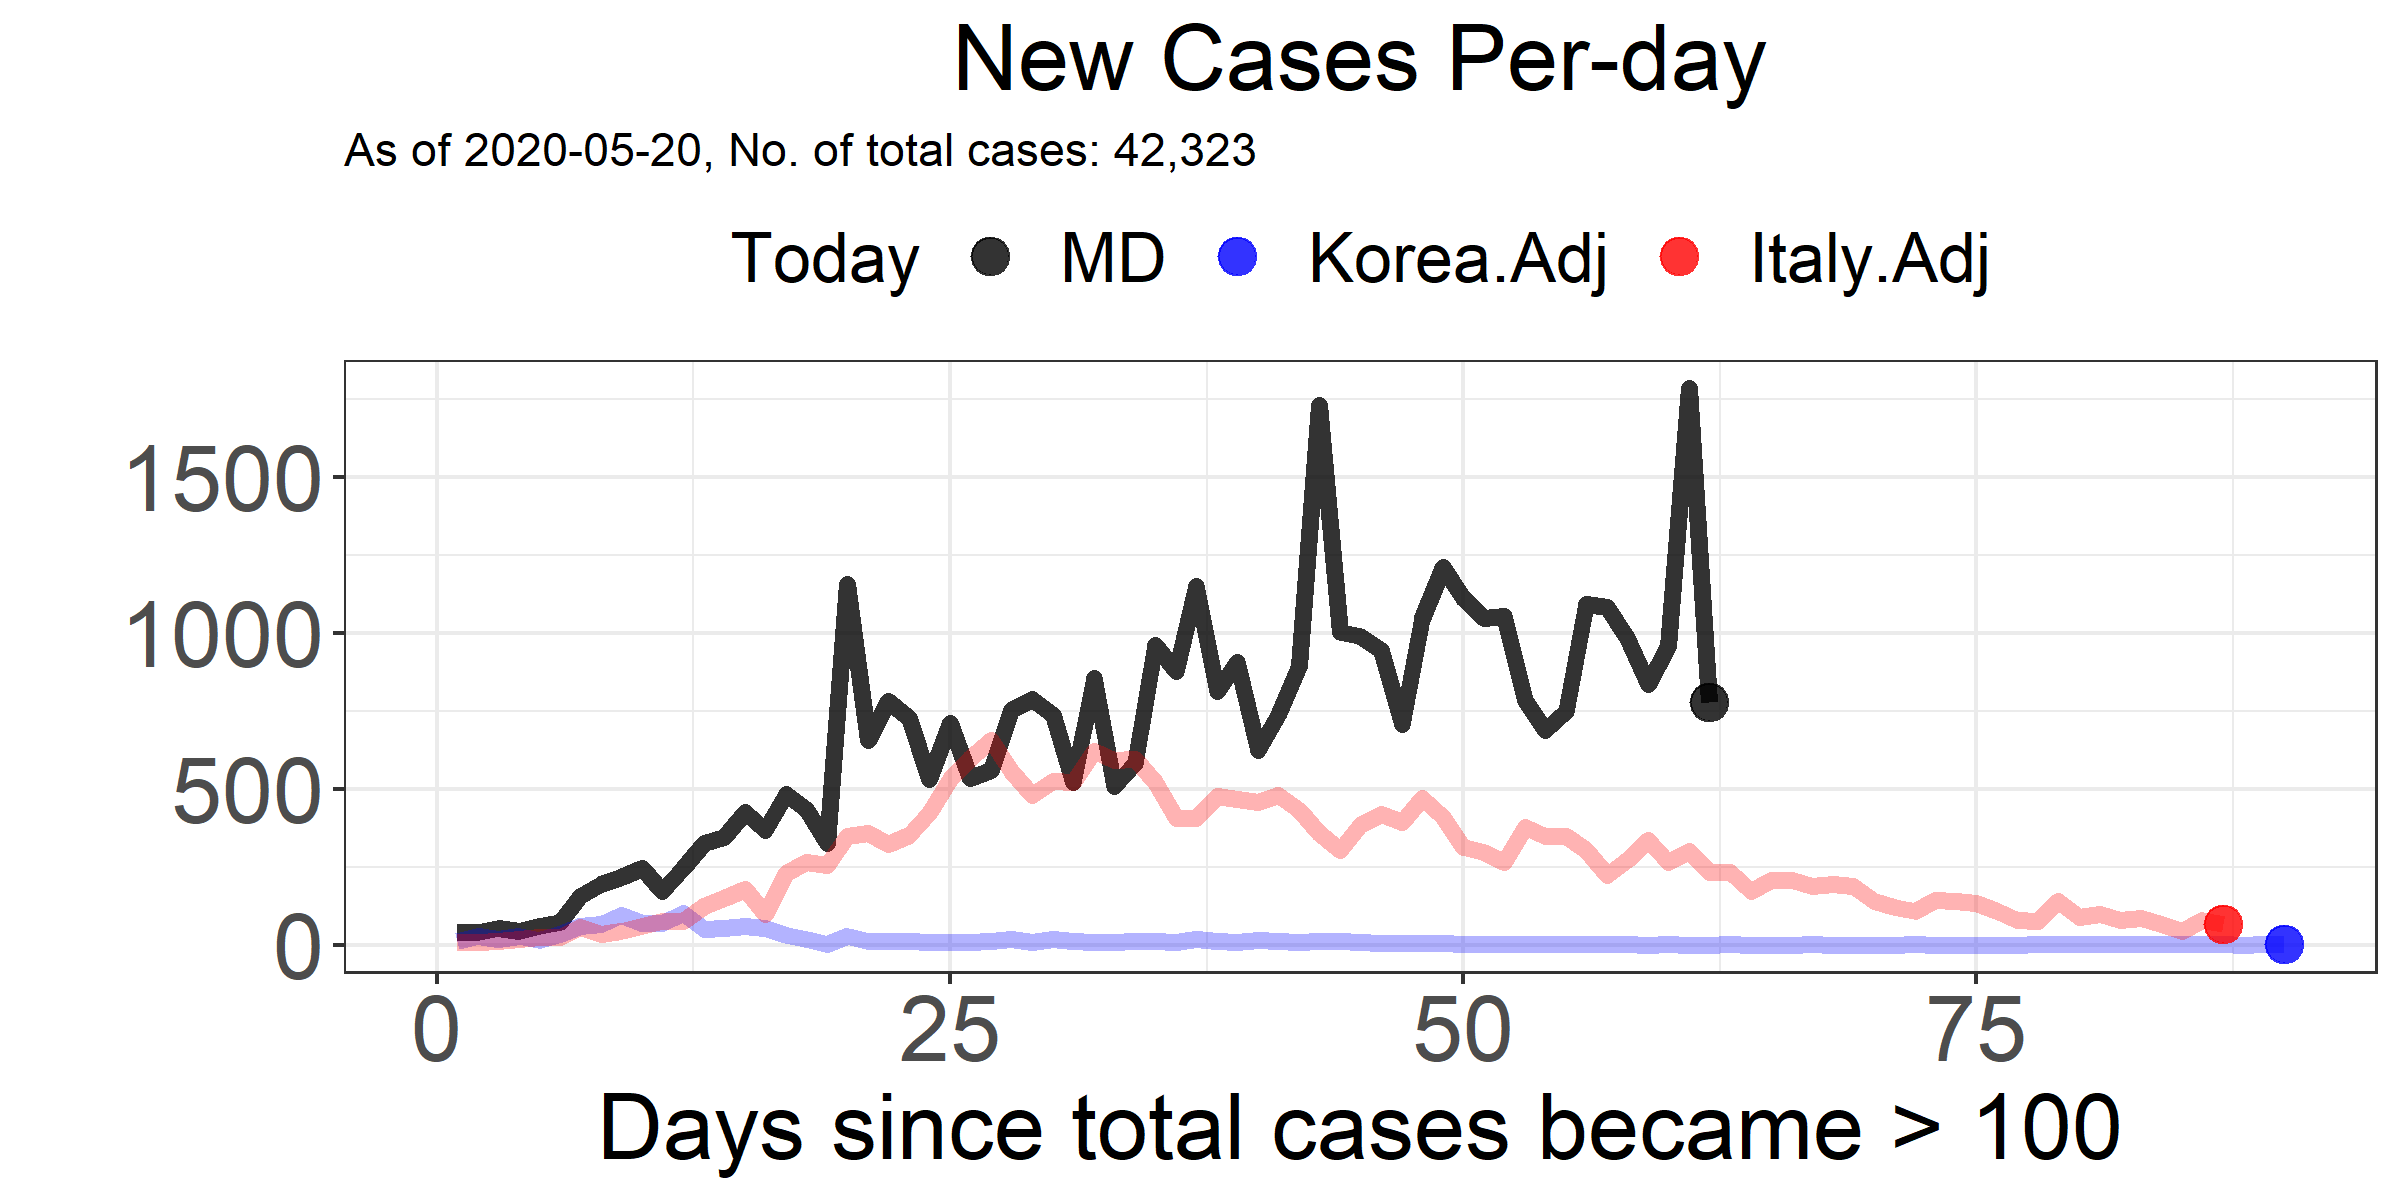 New Cases Per-day
As of 2020-05-20, No. of total cases: 42,323
Today MD Korea.Adj Italy.Adj
1500
1000
500
0
0 25 50 75
Days since total cases became > 100